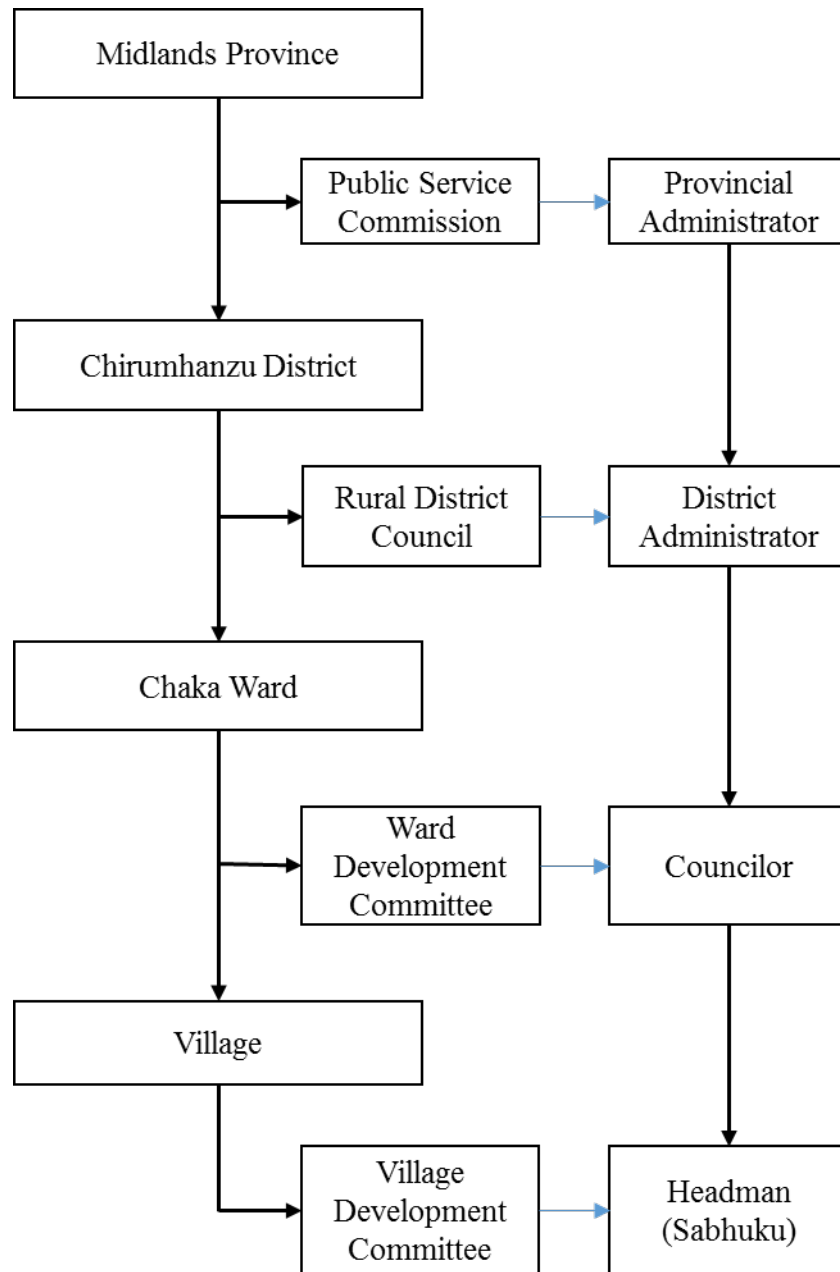 Midlands Province
Public Service
Commission
Provincial
Administrator
Chirumhanzu District
Rural District
Council
District
Administrator
Chaka Ward
Ward
Development
Committee
Councilor
Village
Village
Development
Committee
Headman
(Sabhuku)